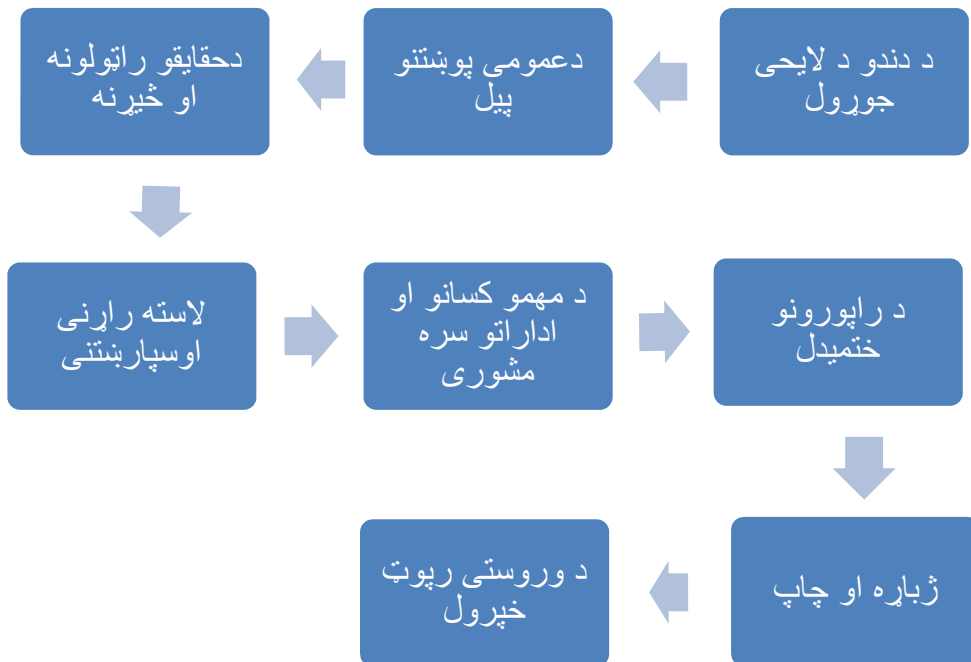 د دندو د لایحی
جوړول
دعمومی پوښتنو
پیل
دحقایقو راټولونه
او څیړنه
لاسته راړنی
اوسپارښتنی
د مهمو کسانو او
اداراتو سره
مشوری
د راپورونو
ختمیدل
ژباړه او چاپ
د وروستی رپوټ
خپرول